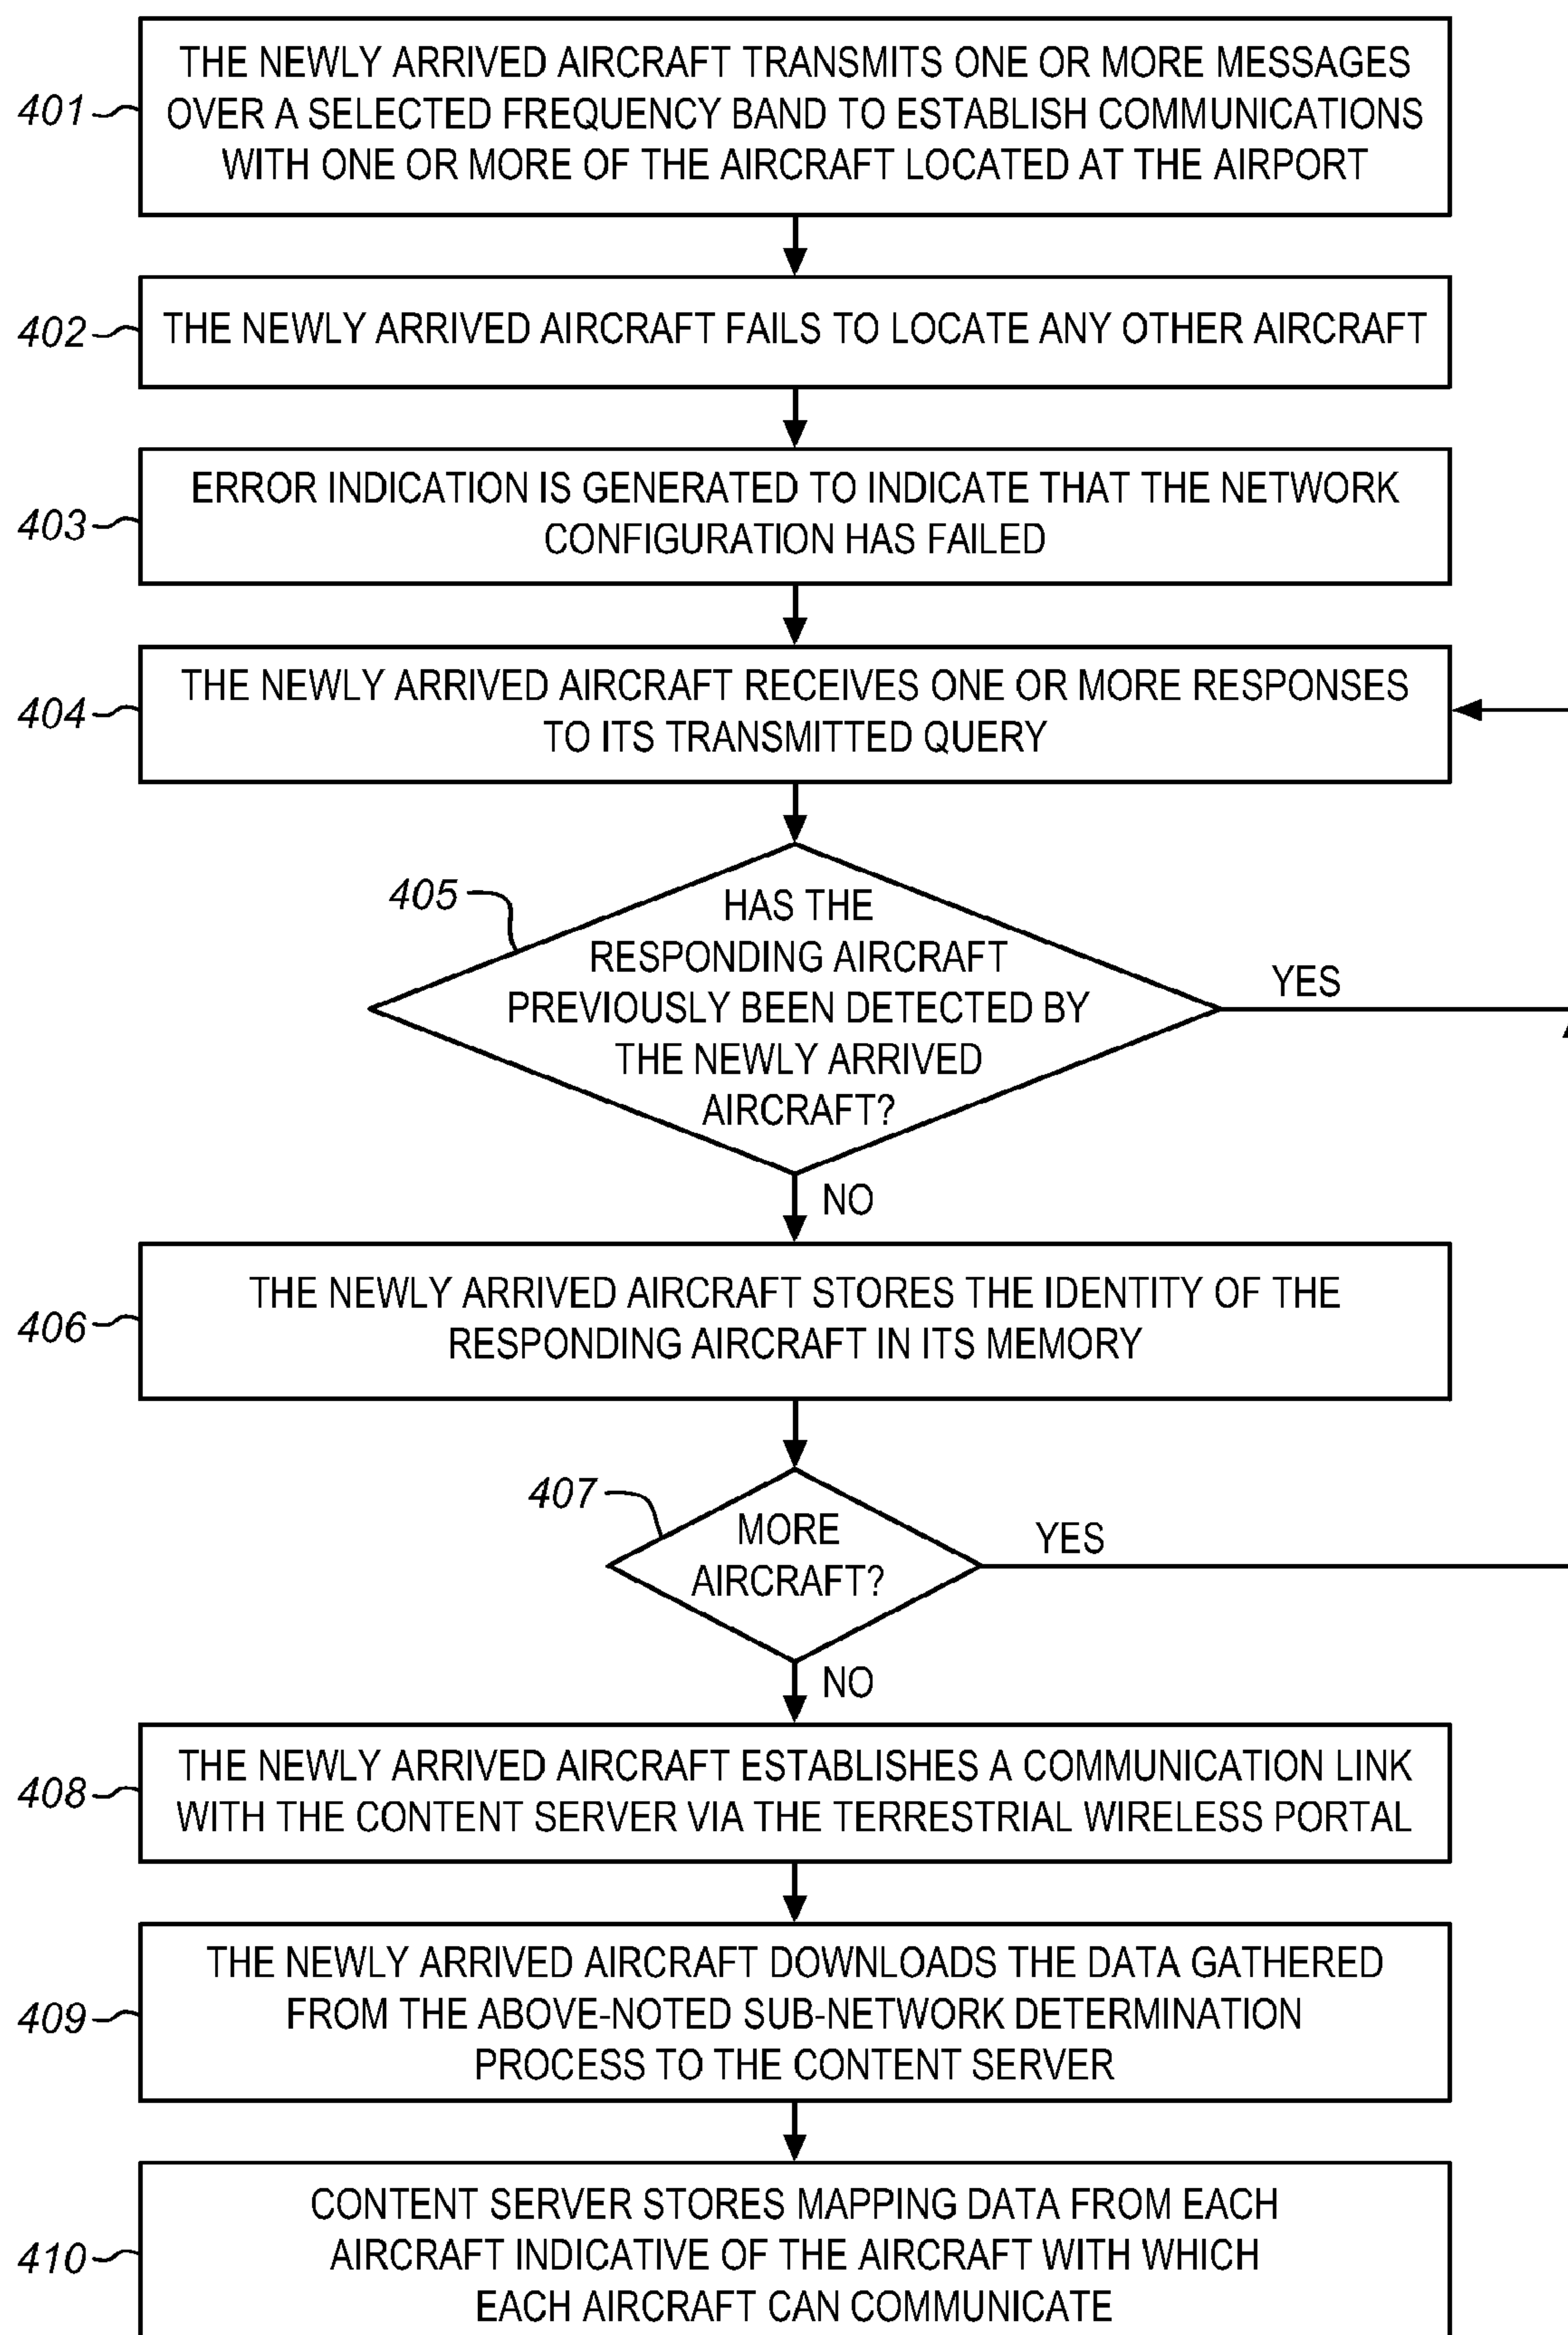 THE NEWLY ARRIVED AIRCRAFT TRANSMITS ONE OR MORE MESSAGES
401
OVER A SELECTED FREQUENCY BAND TO ESTABLISH COMMUNICATIONS
WITH ONE OR MORE OF THE AIRCRAFT LOCATED AT THE AIRPORT
402
THE NEWLY ARRIVED AIRCRAFT FAILS TO LOCATE ANY OTHER AIRCRAFT
ERROR INDICATION IS GENERATED TO INDICATE THAT THE NETWORK
403
CONFIGURATION HAS FAILED
THE NEWLY ARRIVED AIRCRAFT RECEIVES ONE OR MORE RESPONSES
404
TO ITS TRANSMITTED QUERY
405
HAS THE
RESPONDING AIRCRAFT
PREVIOUSLY BEEN DETECTED BY
THE NEWLY ARRIVED
AIRCRAFT?
YES
NO
THE NEWLY ARRIVED AIRCRAFT STORES THE IDENTITY OF THE
406
RESPONDING AIRCRAFT IN ITS MEMORY
407
MORE
AIRCRAFT?
YES
NO
THE NEWLY ARRIVED AIRCRAFT ESTABLISHES A COMMUNICATION LINK
408
WITH THE CONTENT SERVER VIA THE TERRESTRIAL WIRELESS PORTAL
THE NEWLY ARRIVED AIRCRAFT DOWNLOADS THE DATA GATHERED
409
FROM THE ABOVE-NOTED SUB-NETWORK DETERMINATION
PROCESS TO THE CONTENT SERVER
CONTENT SERVER STORES MAPPING DATA FROM EACH
410
AIRCRAFT INDICATIVE OF THE AIRCRAFT WITH WHICH
EACH AIRCRAFT CAN COMMUNICATE